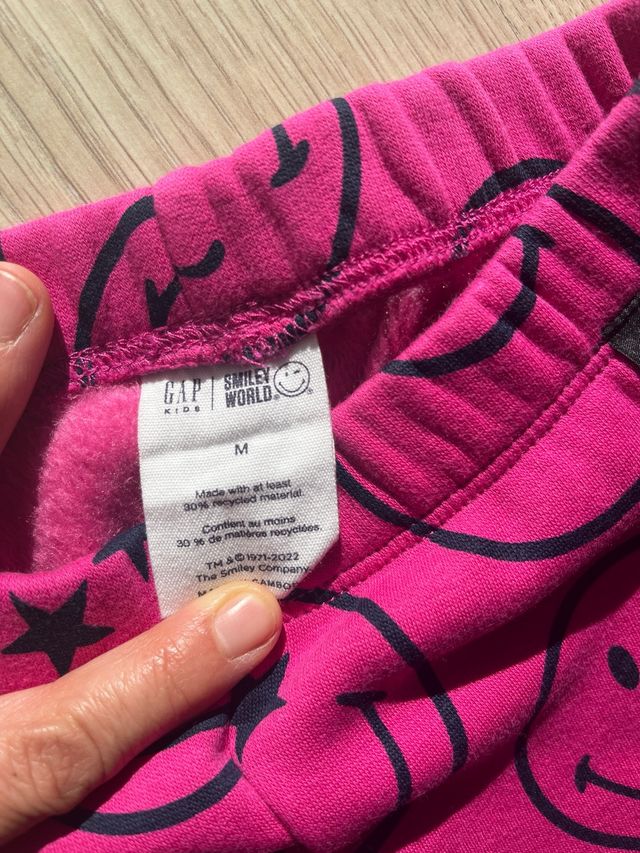 GAP
KIDS
SMILEY
WORLD®
M
Made with at least
30% recycled material.
Contient au moins
30 % de matières recyclées.
TM & © 1971-2022
The Smiley Company.